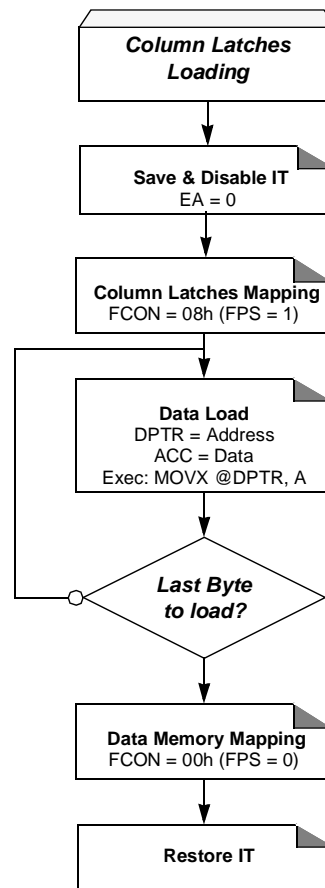 Column Latches
Loading
Save & Disable IT
EA = 0
Column Latches Mapping
FCON = 08h (FPS = 1)
Data Load
DPTR = Address
ACC = Data
Exec: MOVX @DPTR, A
Last Byte
to load?
Data Memory Mapping
FCON = 00h (FPS = 0)
Restore IT